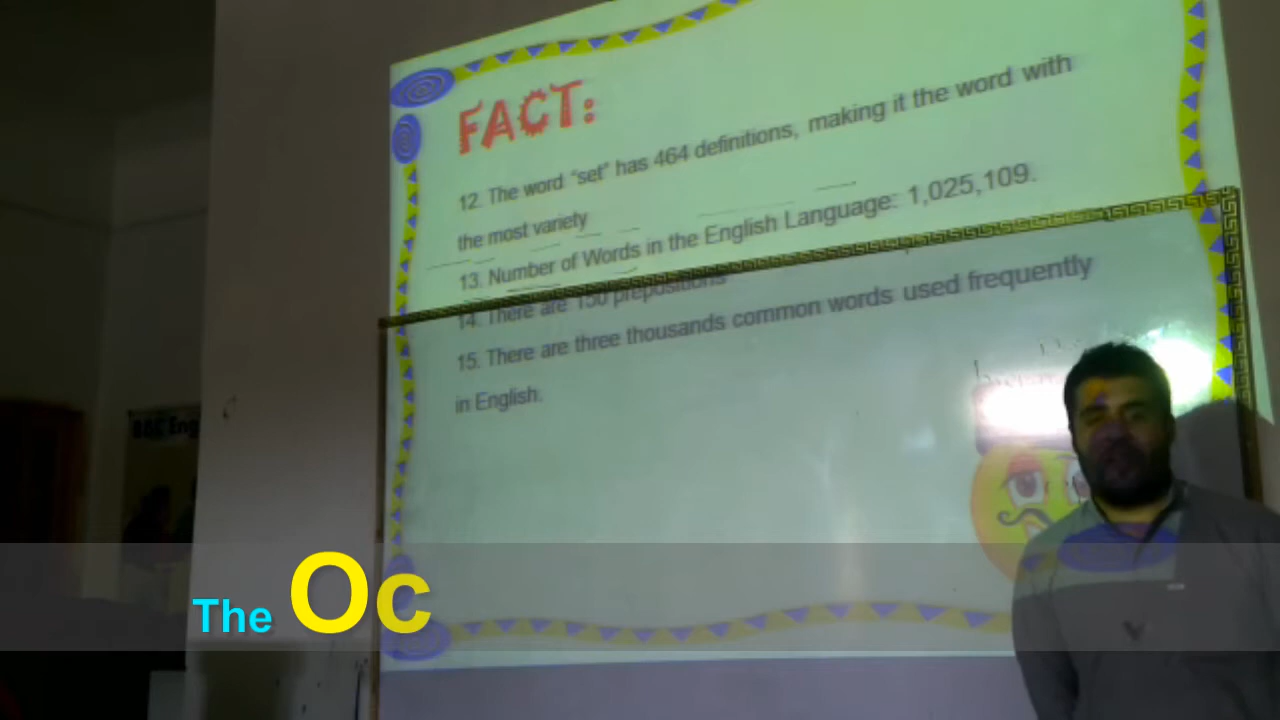 FACT:
12. The word “set” has 464 definitions, making it the word with
the most variety
13. Number of Words in the English Language: 1,025,109.
14. There are 150 prepositions
15. There are three thousands common words used frequently
in English.
BBC Eng
The Oc